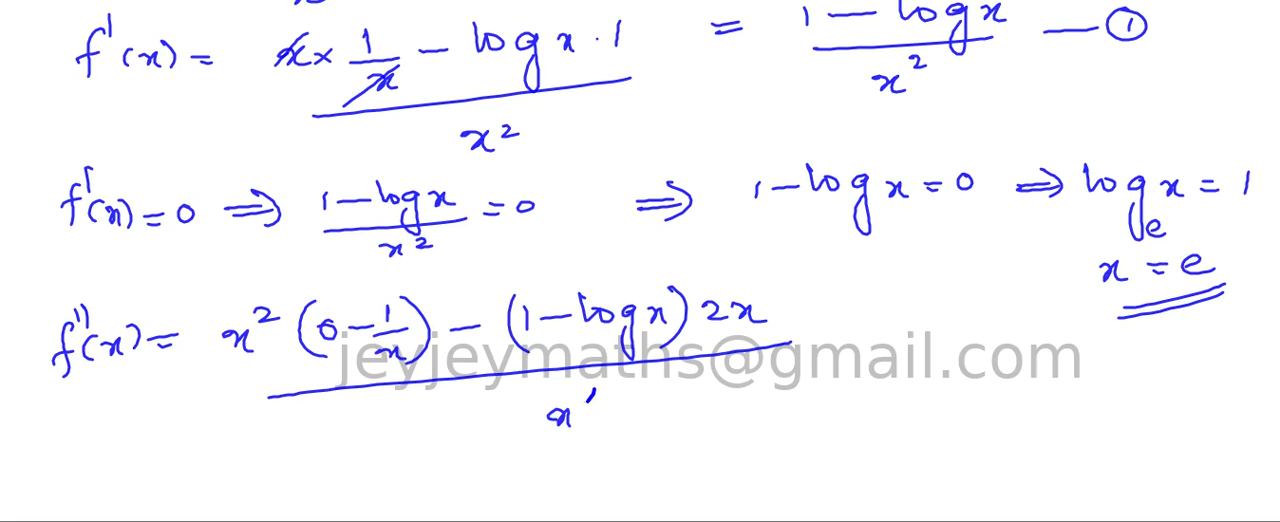 f'(x) = (x × 1/x − log x · 1) / x² = (1 − log x) / x² — ①
f'(x) = 0 ⇒ (1 − log x) / x² = 0 ⇒ 1 − log x = 0 ⇒ logₑ x = 1
x = e
f''(x) = (x² (0 − 1/x) − (1 − log x) 2x) / x'
jeyjeymaths@gmail.com